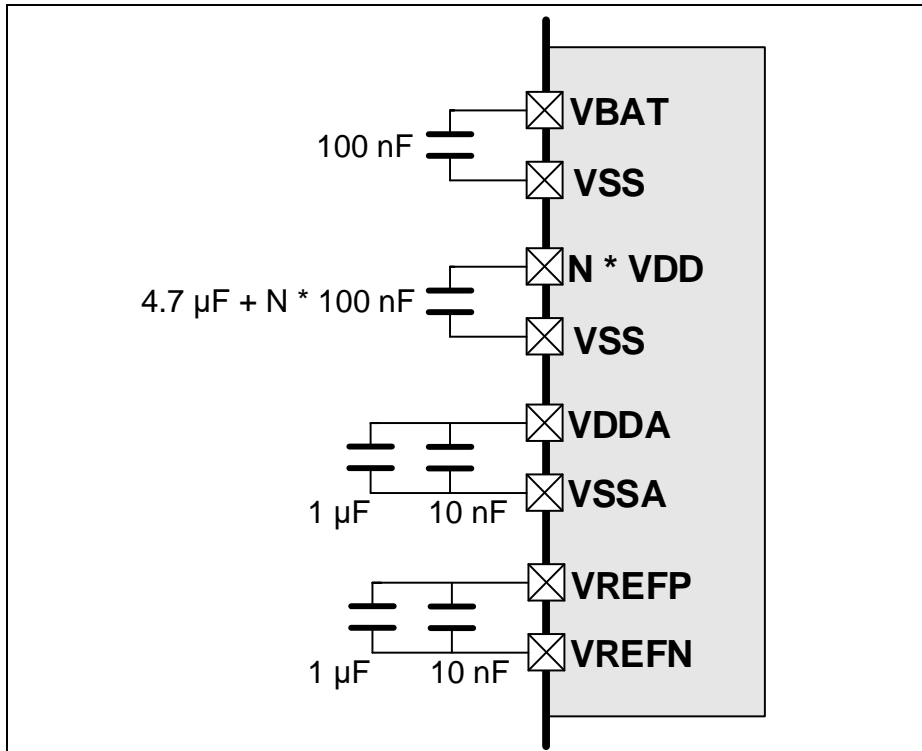 VBAT
100 nF
VSS
N * VDD
4.7 µF + N * 100 nF
VSS
VDDA
VSSA
1 µF 10 nF
VREFP
VREFN
1 µF 10 nF